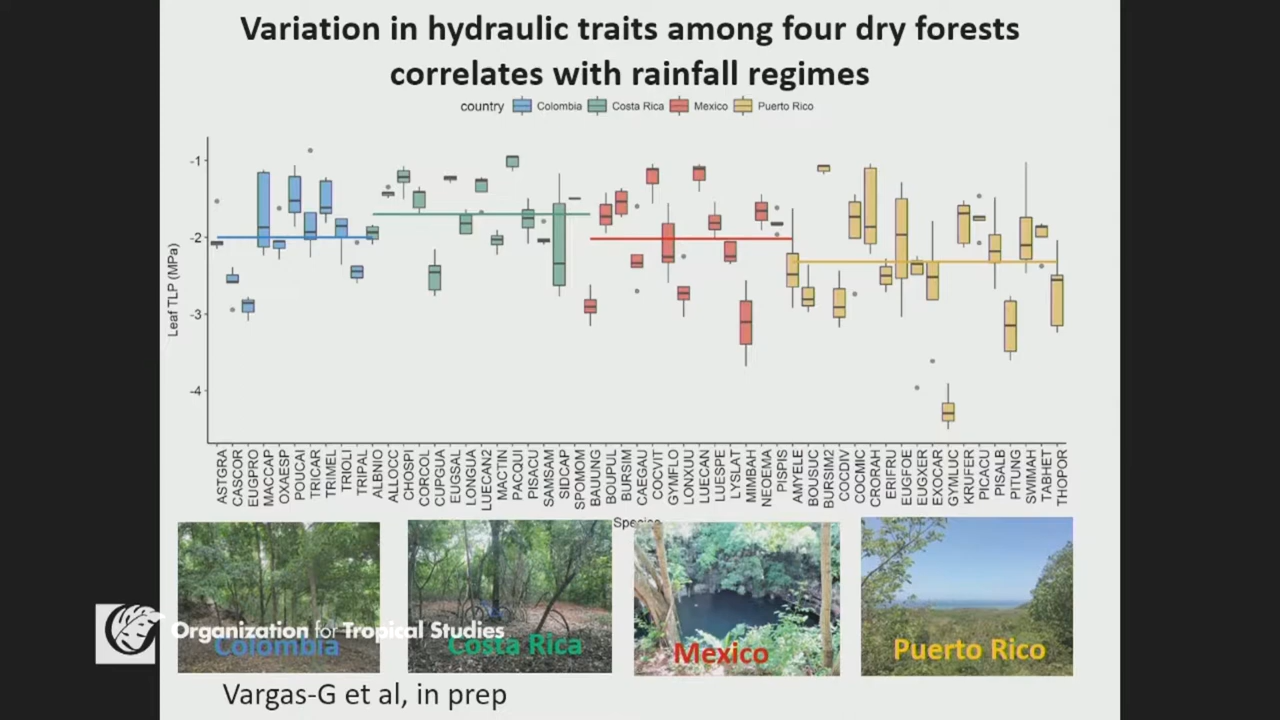 Variation in hydraulic traits among four dry forests
correlates with rainfall regimes
country Colombia Costa Rica Mexico Puerto Rico
-1
-2
-3
-4
Leaf TLP (MPa)
ASTGRA
CASCOR
EUGPRO
MACCAP
OXAESP
POUCAI
TRICAR
TRIMEL
TRIOLI
TRIPAL
ALBNIO
ALLOCC
CHOSPI
CORCOL
CUPGUA
EUGSAL
LONGUA
LUECAN2
MACTIN
PACQUI
PISACU
SAMSAM
SIDCAP
SPOMOM
BAUUNG
BOUPUL
BURSIM
CAEGAU
COCVIT
GYMFLO
LONXUU
LUECAN
LUESPE
LYSLAT
MIMBAH
NEOEMA
PISPIS
AMYELE
BOUSUC
BURSIM2
COCDIV
COCMIC
CRORAH
ERIFRU
EUGFOE
EUGXER
EXOCAR
GYMLUC
KRUFER
PICACU
PISALB
PITUNG
SWIMAH
TABHET
THOPOR
Species
Organization for Tropical Studies
Colombia
Costa Rica
Mexico
Puerto Rico
Vargas-G et al, in prep